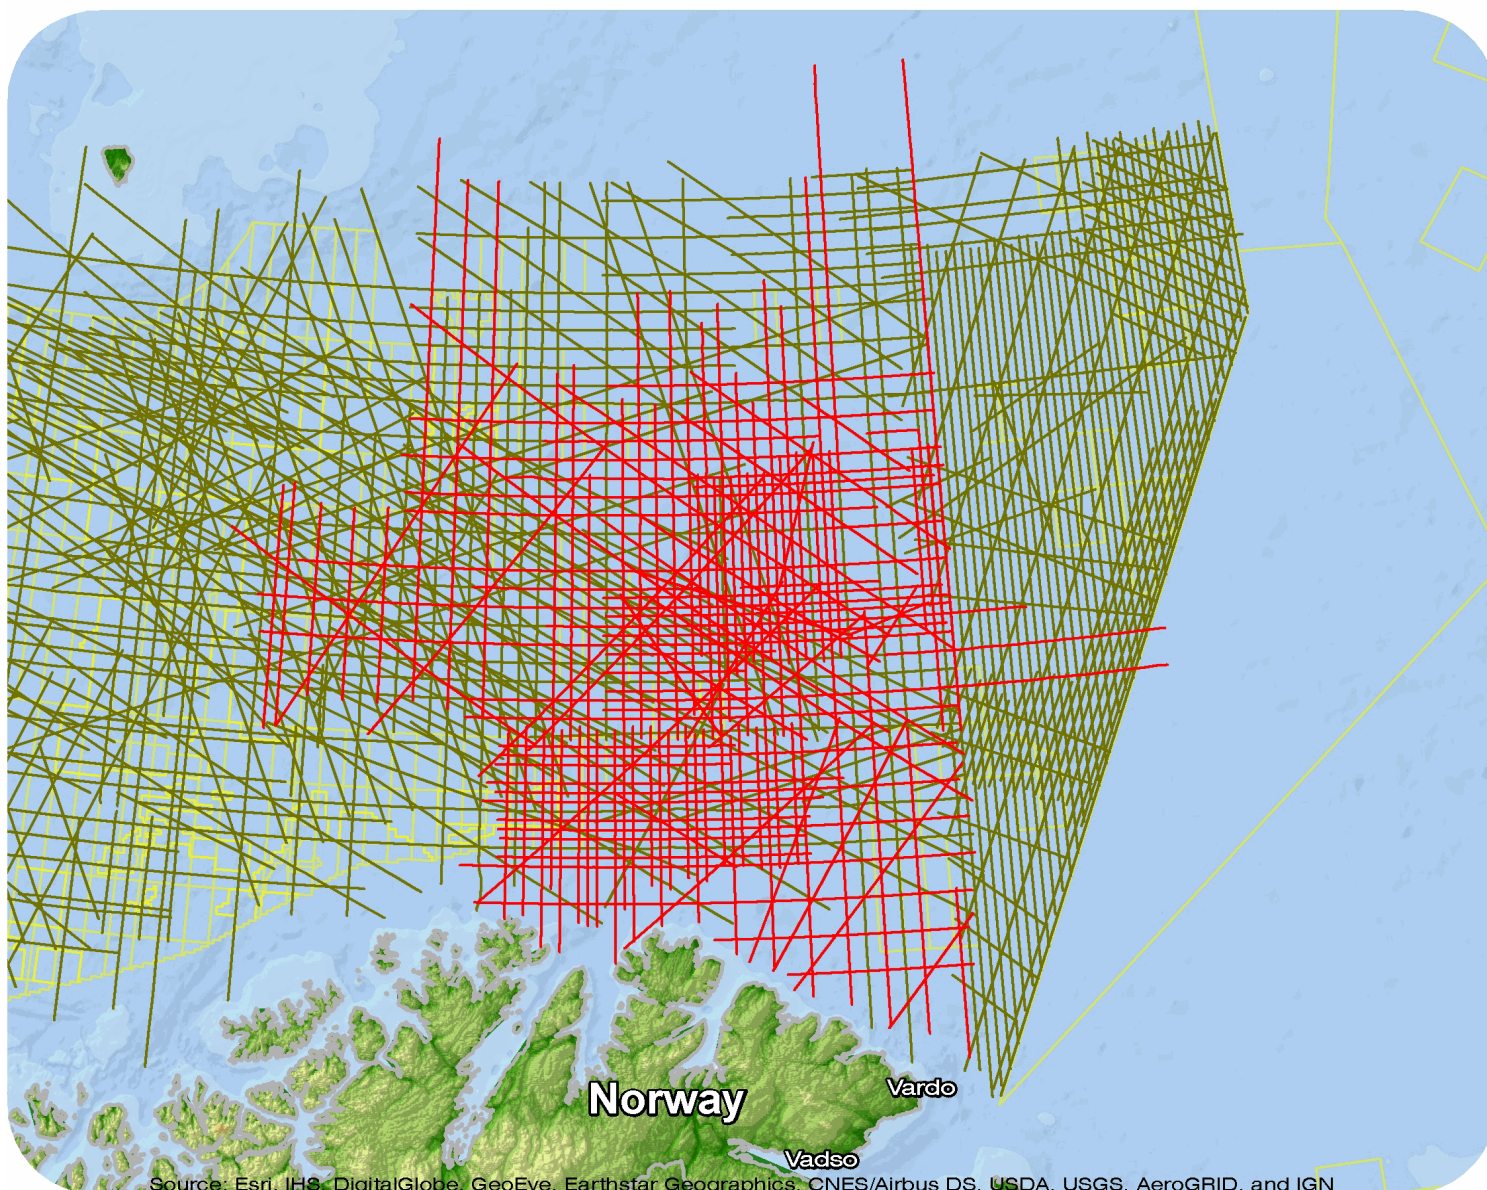 Norway
Vardo
Vadso
Source: Esri, IHS, DigitalGlobe, GeoEye, Earthstar Geographics, CNES/Airbus DS, USDA, USGS, AeroGRID, and IGN